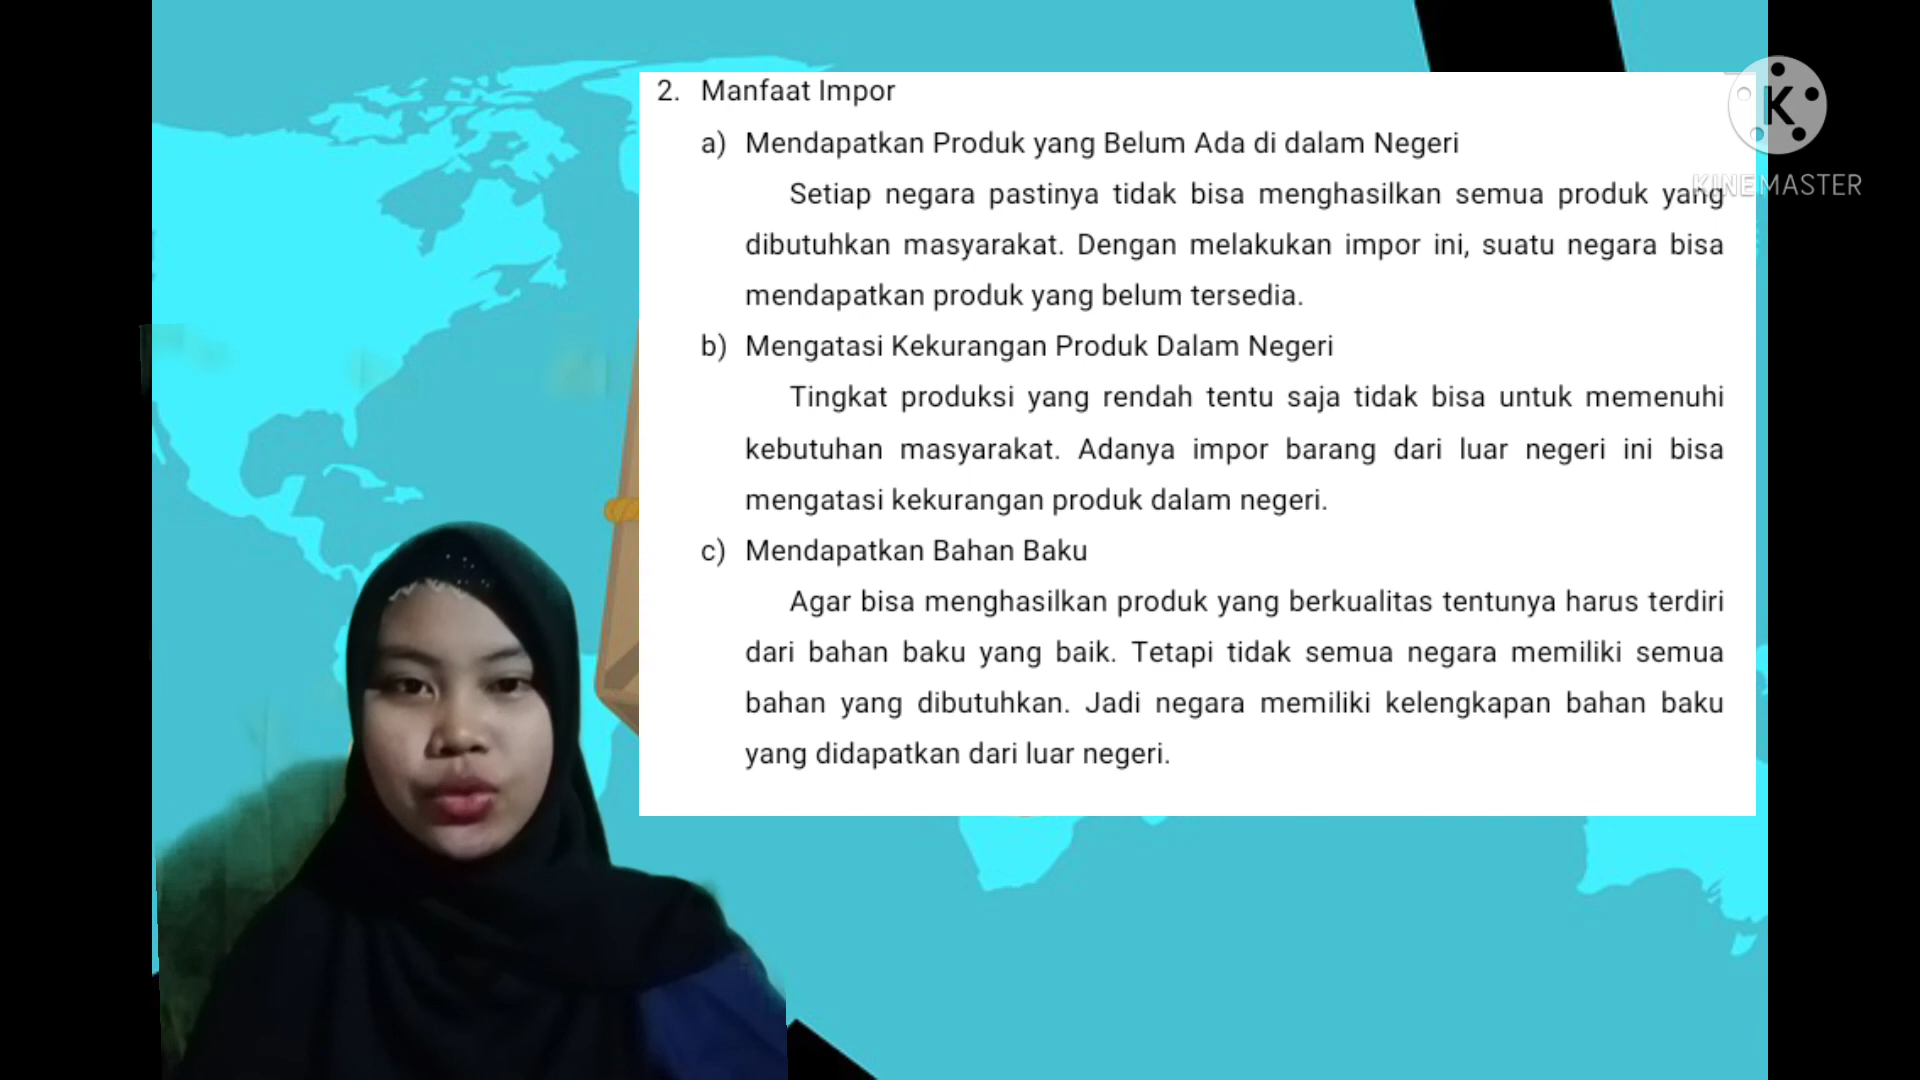 2. Manfaat Impor
a) Mendapatkan Produk yang Belum Ada di dalam Negeri
Setiap negara pastinya tidak bisa menghasilkan semua produk yang
dibutuhkan masyarakat. Dengan melakukan impor ini, suatu negara bisa
mendapatkan produk yang belum tersedia.
b) Mengatasi Kekurangan Produk Dalam Negeri
Tingkat produksi yang rendah tentu saja tidak bisa untuk memenuhi
kebutuhan masyarakat. Adanya impor barang dari luar negeri ini bisa
mengatasi kekurangan produk dalam negeri.
c) Mendapatkan Bahan Baku
Agar bisa menghasilkan produk yang berkualitas tentunya harus terdiri
dari bahan baku yang baik. Tetapi tidak semua negara memiliki semua
bahan yang dibutuhkan. Jadi negara memiliki kelengkapan bahan baku
yang didapatkan dari luar negeri.
K
KINEMASTER